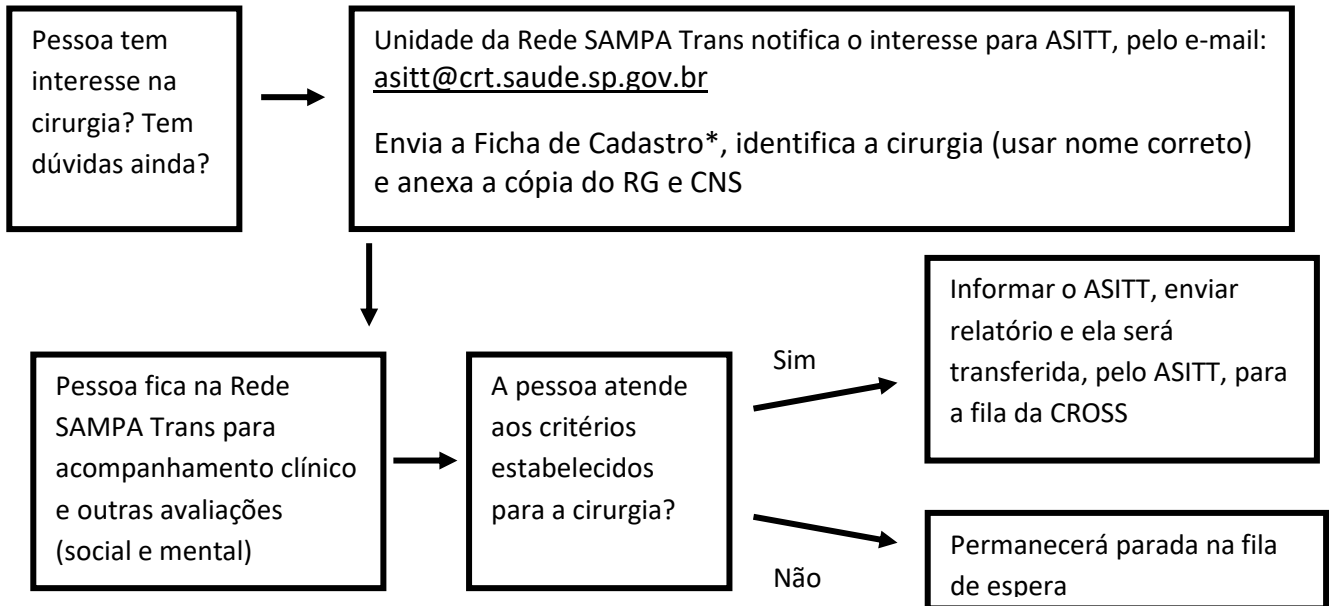 Pessoa tem
interesse na
cirurgia? Tem
dúvidas ainda?
Unidade da Rede SAMPA Trans notifica o interesse para ASITT, pelo e-mail:
asitt@crt.saude.sp.gov.br
Envia a Ficha de Cadastro*, identifica a cirurgia (usar nome correto)
e anexa a cópia do RG e CNS
Pessoa fica na Rede
SAMPA Trans para
acompanhamento clínico
e outras avaliações
(social e mental)
A pessoa atende
aos critérios
estabelecidos
para a cirurgia?
Sim
Informar o ASITT, enviar
relatório e ela será
transferida, pelo ASITT, para
a fila da CROSS
Não
Permanecerá parada na fila
de espera